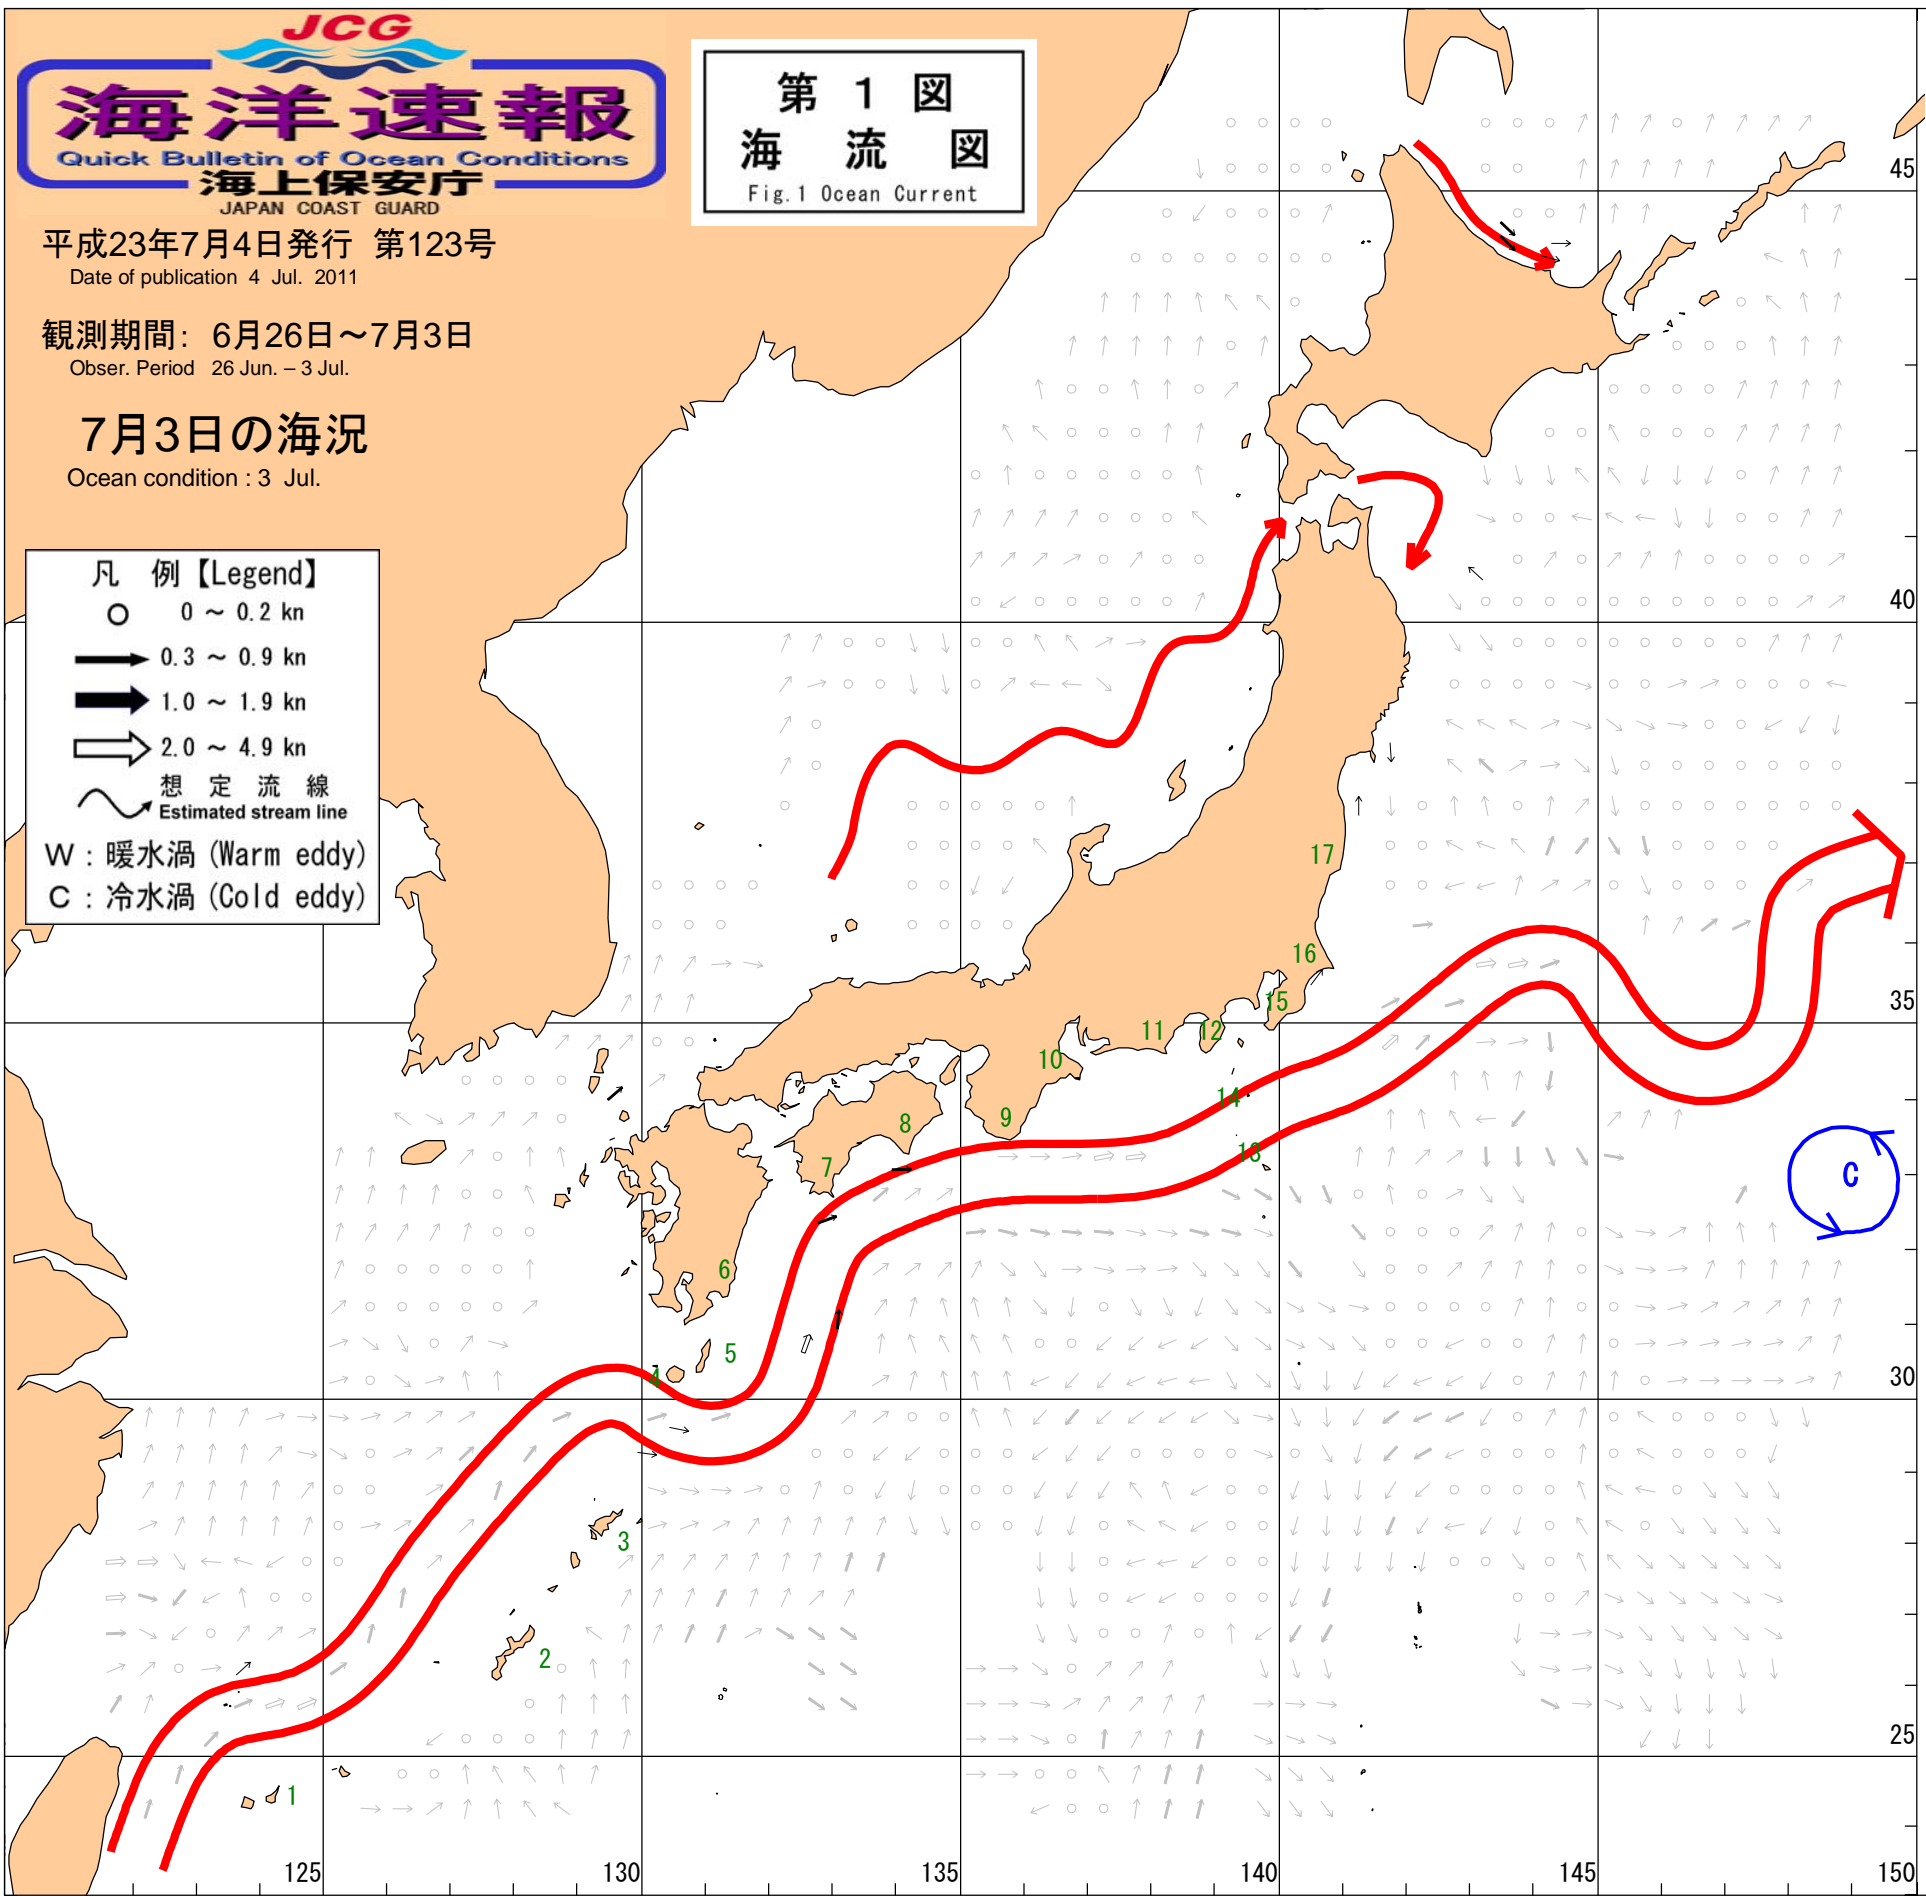 JCG
海洋速報
Quick Bulletin of Ocean Conditions
海上保安庁
JAPAN COAST GUARD
平成23年7月4日発行 第123号
Date of publication 4 Jul. 2011
観測期間: 6月26日～7月3日
Obser. Period 26 Jun. – 3 Jul.
7月3日の海況
Ocean condition : 3 Jul.
第 1 図
海 流 図
Fig.1 Ocean Current
凡 例【Legend】
0 ～ 0.2 kn
0.3 ～ 0.9 kn
1.0 ～ 1.9 kn
2.0 ～ 4.9 kn
想 定 流 線
Estimated stream line
W : 暖水渦 (Warm eddy)
C : 冷水渦 (Cold eddy)
45
40
17
16
35
15
12
11
10
14
9
8
13
7
C
6
5
4
30
3
2
25
1
125
130
135
140
145
150